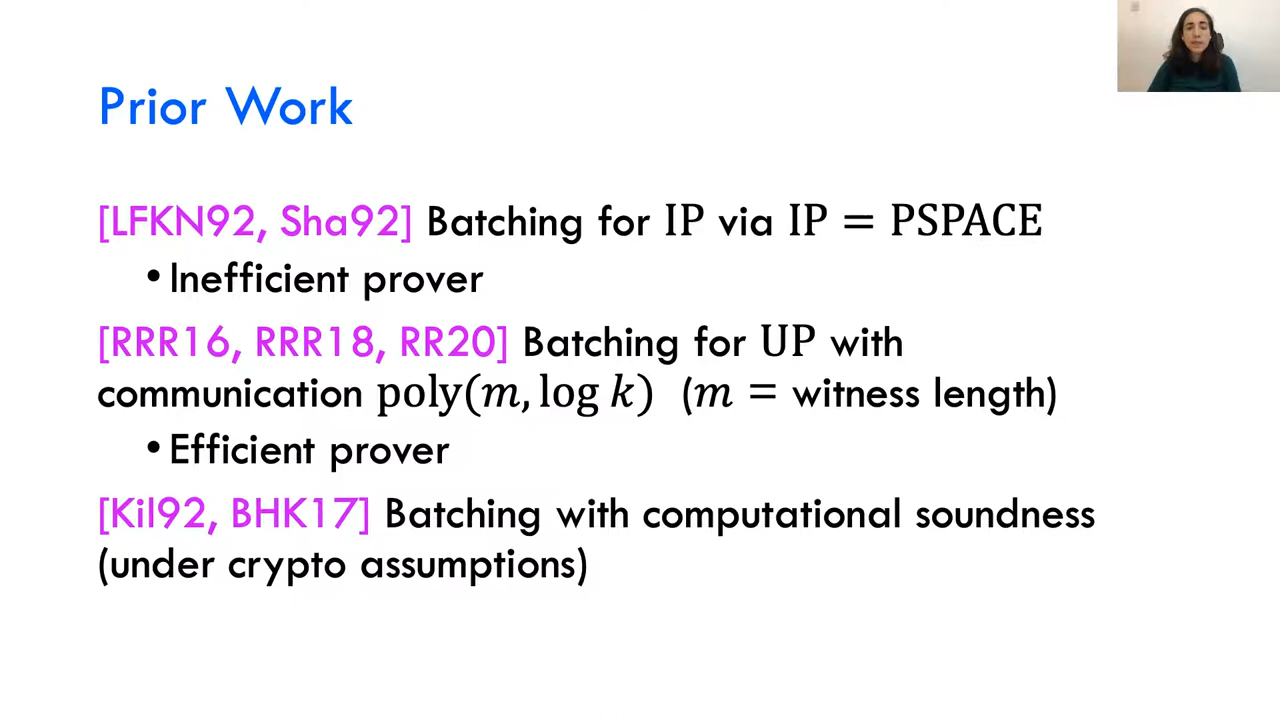 Prior Work
[LFKN92, Sha92] Batching for IP via IP = PSPACE
• Inefficient prover
[RRR16, RRR18, RR20] Batching for UP with
communication poly(m, log k) (m = witness length)
• Efficient prover
[Kil92, BHK17] Batching with computational soundness
(under crypto assumptions)